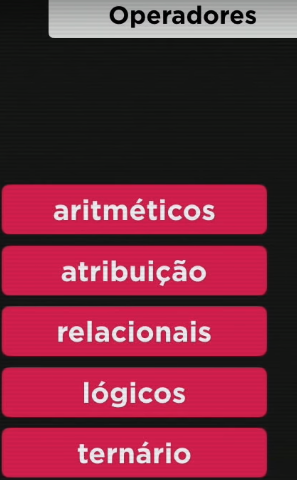 Operadores
aritméticos
atribuição
relacionais
lógicos
ternário